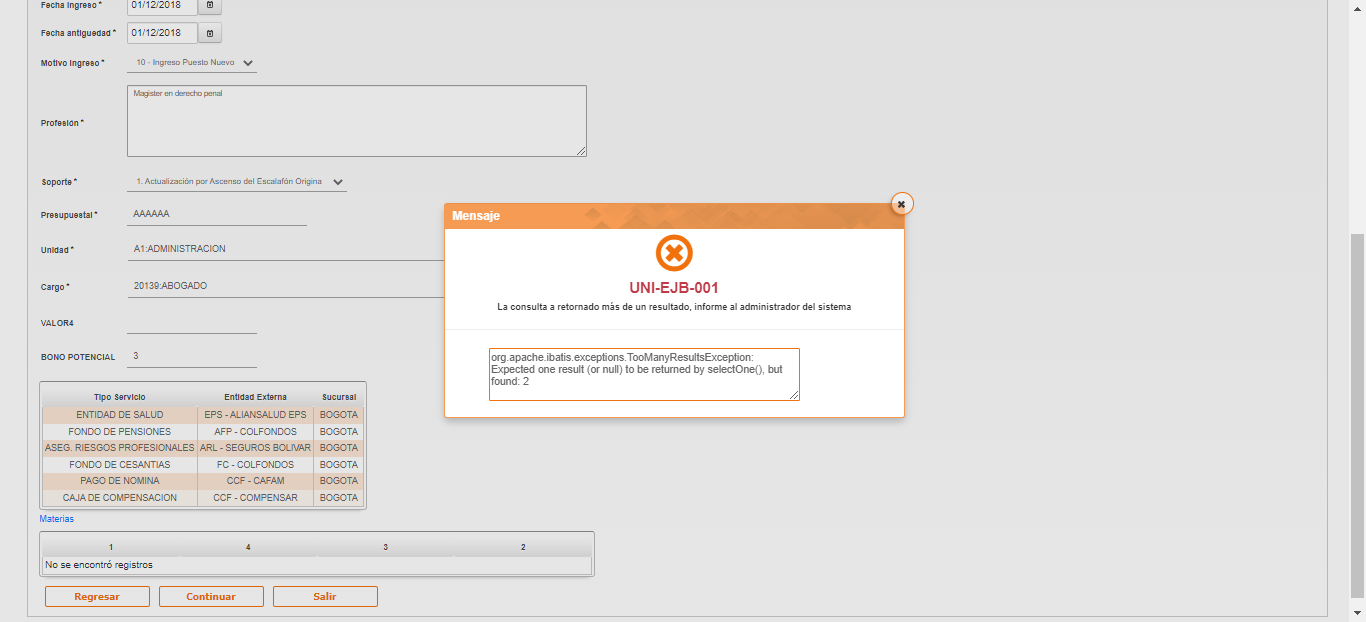 Fecha Ingreso *
01/12/2018
Fecha antiguedad *
01/12/2018
Motivo Ingreso *
10 - Ingreso Puesto Nuevo
Profesión *
Magister en derecho penal
Soporte *
1. Actualización por Ascenso del Escalafón Origina
Presupuestal *
AAAAAA
Unidad *
A1:ADMINISTRACION
Cargo *
20139:ABOGADO
VALOR4
BONO POTENCIAL
3
Tipo Servicio Entidad Externa Sucursal
ENTIDAD DE SALUD EPS - ALIANSALUD EPS BOGOTA
FONDO DE PENSIONES AFP - COLFONDOS BOGOTA
ASEG. RIESGOS PROFESIONALES ARL - SEGUROS BOLIVAR BOGOTA
FONDO DE CESANTIAS FC - COLFONDOS BOGOTA
PAGO DE NOMINA CCF - CAFAM BOGOTA
CAJA DE COMPENSACION CCF - COMPENSAR BOGOTA
Materias
1 4 3 2
No se encontró registros
Regresar Continuar Salir
Mensaje
UNI-EJB-001
La consulta a retornado más de un resultado, informe al administrador del sistema
org.apache.ibatis.exceptions.TooManyResultsException:
Expected one result (or null) to be returned by selectOne(), but
found: 2